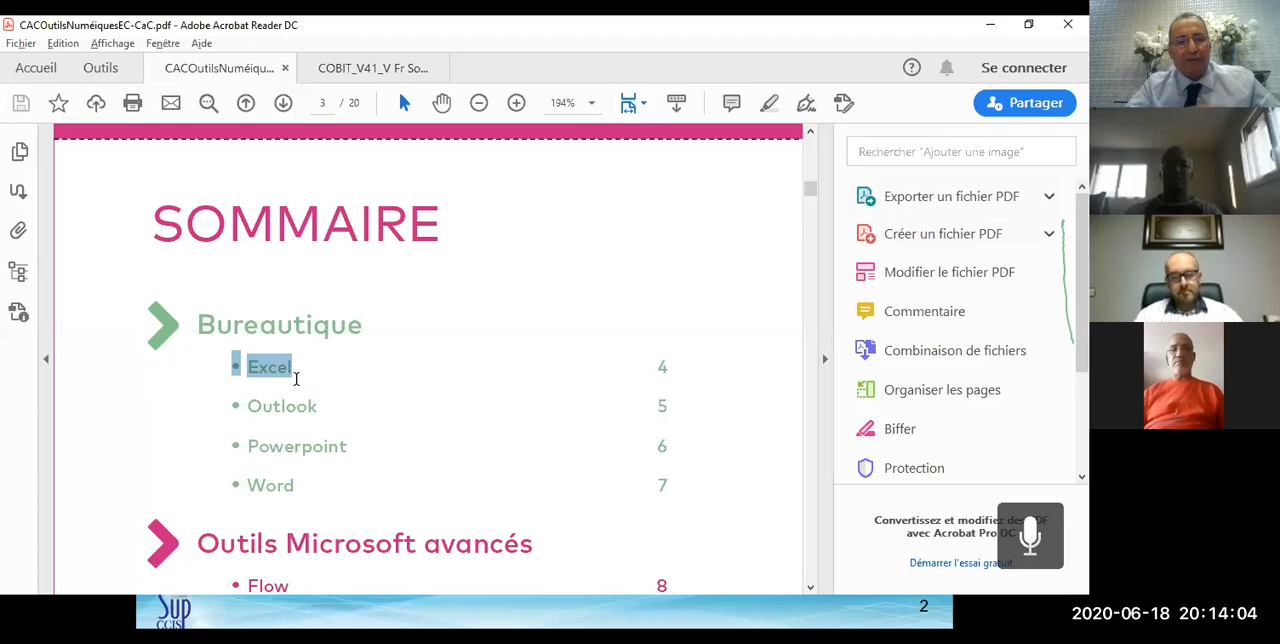 CACOutilsNuméiquesEC-CaC.pdf - Adobe Acrobat Reader DC
Fichier Edition Affichage Fenêtre Aide
Accueil Outils CACOutilsNuméiqu... × COBIT_V41_V Fr So... Se connecter
3 / 20 194% Partager
SOMMAIRE
Bureautique
• Excel 4
• Outlook 5
• Powerpoint 6
• Word 7
Outils Microsoft avancés
• Flow 8
Rechercher "Ajouter une image"
Exporter un fichier PDF
Créer un fichier PDF
Modifier le fichier PDF
Commentaire
Combinaison de fichiers
Organiser les pages
Biffer
Protection
Convertissez et modifiez des PDF
avec Acrobat Pro DC
Démarrer l'essai gratuit
Sup
CCIS
2
2020-06-18 20:14:04